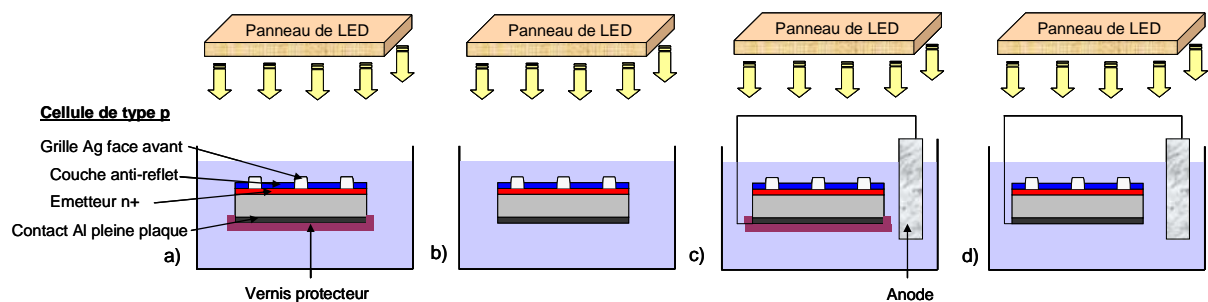 Panneau de LED
Panneau de LED
Panneau de LED
Panneau de LED
Cellule de type p
Grille Ag face avant
Couche anti-reflet
Emetteur n+
Contact Al pleine plaque
a)
b)
c)
d)
Vernis protecteur
Anode